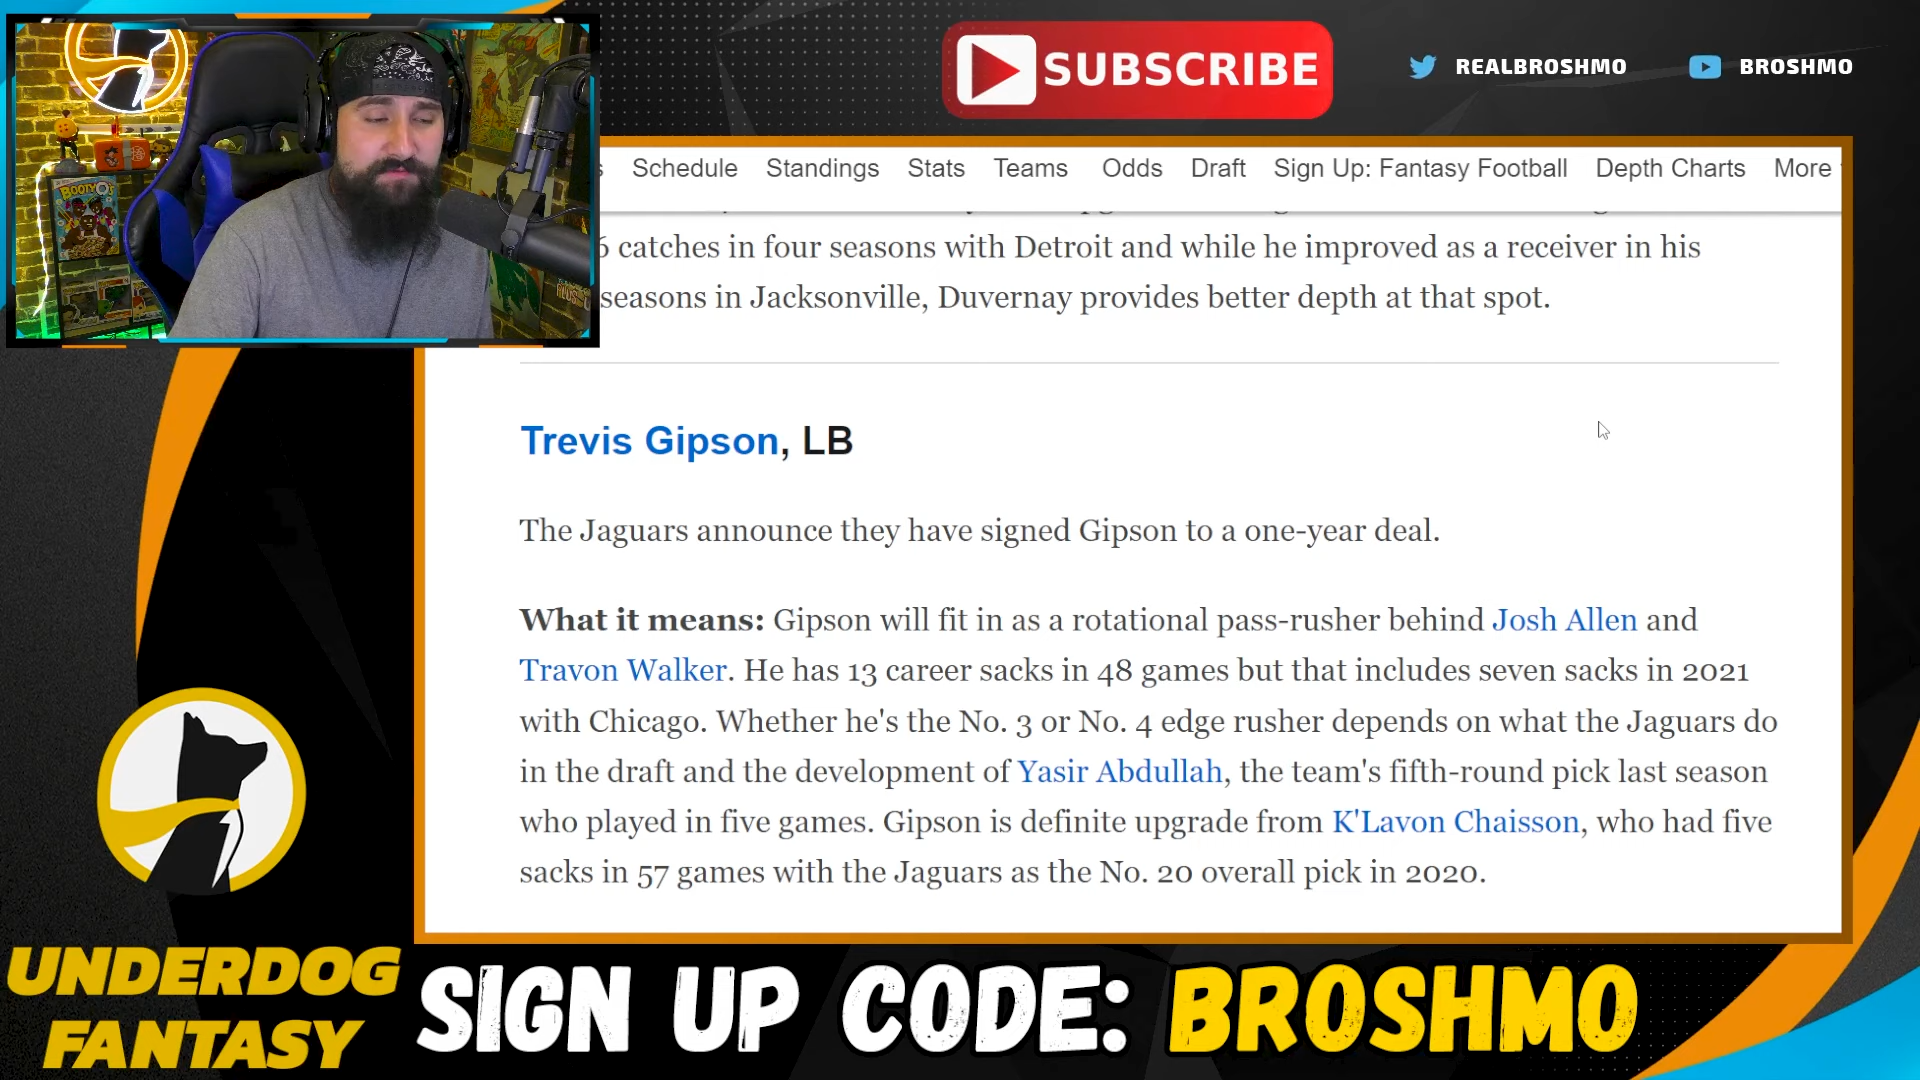 BOOTY O's
SUBSCRIBE
REALBROSHMO
BROSHMO
Schedule Standings Stats Teams Odds Draft Sign Up: Fantasy Football Depth Charts More
6 catches in four seasons with Detroit and while he improved as a receiver in his
seasons in Jacksonville, Duvernay provides better depth at that spot.
Trevis Gipson, LB
The Jaguars announce they have signed Gipson to a one-year deal.
What it means: Gipson will fit in as a rotational pass-rusher behind Josh Allen and
Travon Walker. He has 13 career sacks in 48 games but that includes seven sacks in 2021
with Chicago. Whether he's the No. 3 or No. 4 edge rusher depends on what the Jaguars do
in the draft and the development of Yasir Abdullah, the team's fifth-round pick last season
who played in five games. Gipson is definite upgrade from K'Lavon Chaisson, who had five
sacks in 57 games with the Jaguars as the No. 20 overall pick in 2020.
UNDERDOG
FANTASY
SIGN UP CODE: BROSHMO